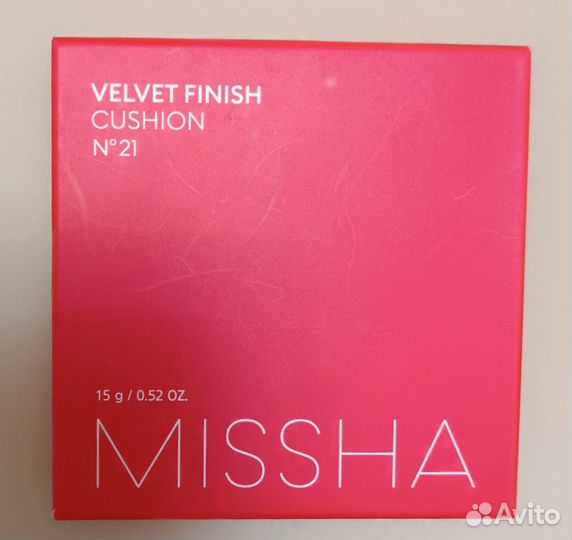 VELVET FINISH
CUSHION
N°21
15 g / 0.52 OZ.
MISSHA
Avito